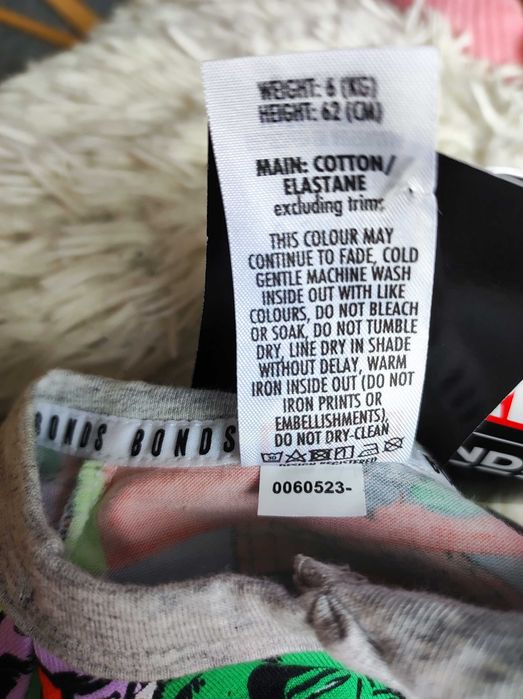 WEIGHT: 6 (KG)
HEIGHT: 62 (CM)
MAIN: COTTON/
ELASTANE
excluding trims
THIS COLOUR MAY
CONTINUE TO FADE, COLD
GENTLE MACHINE WASH
INSIDE OUT WITH LIKE
COLOURS, DO NOT BLEACH
OR SOAK, DO NOT TUMBLE
DRY, LINE DRY IN SHADE
WITHOUT DELAY, WARM
IRON INSIDE OUT (DO NOT
IRON PRINTS OR
EMBELLISHMENTS),
DO NOT DRY-CLEAN
DESIGN REGISTERED
0060523-
BONDS BONDS
ND